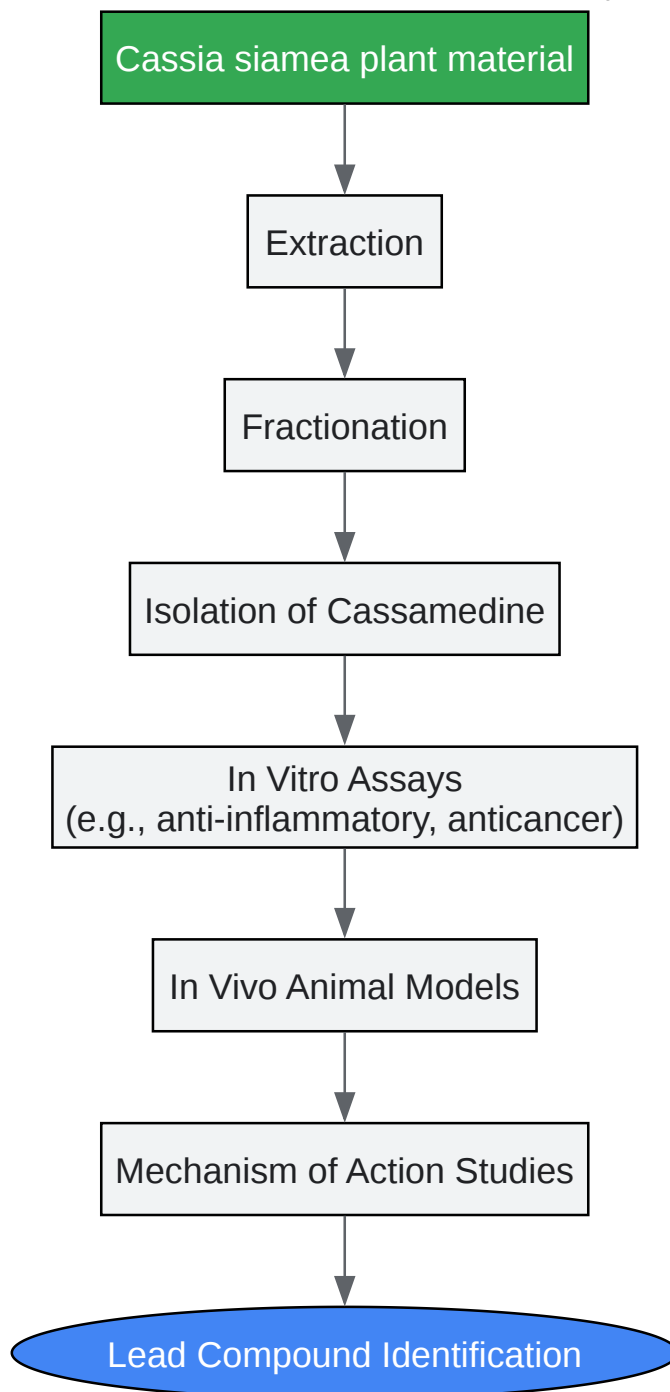 Cassia siamea plant material
Extraction
Fractionation
Isolation of Cassamedine
In Vitro Assays
(e.g., anti-inflammatory, anticancer)
In Vivo Animal Models
Mechanism of Action Studies
Lead Compound Identification